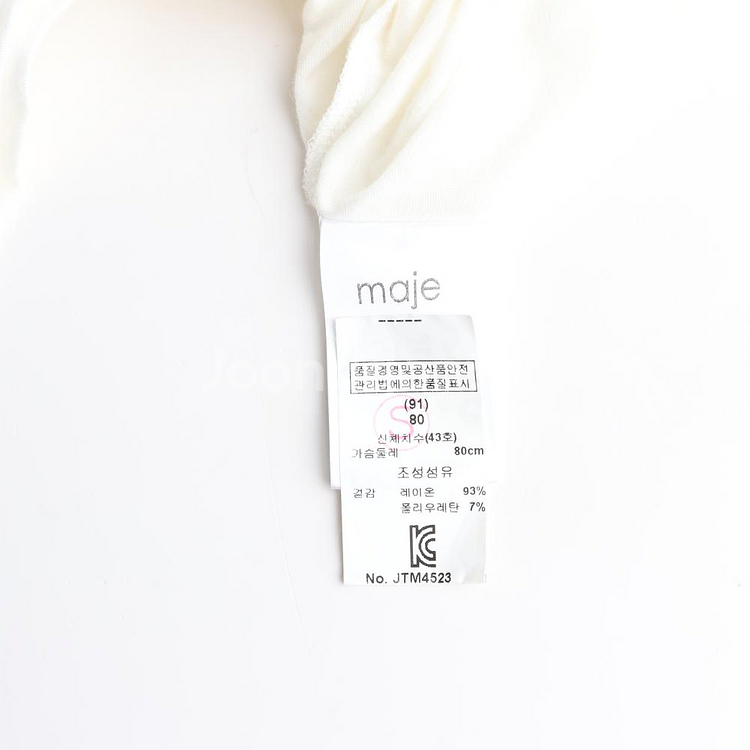 maje
품질경영및공산품안전
관리법에의한품질표시
(91)
80
S
신체치수(43호)
가슴둘레 80cm
조성섬유
겉감 레이온 93%
폴리우레탄 7%
KC
No. JTM4523